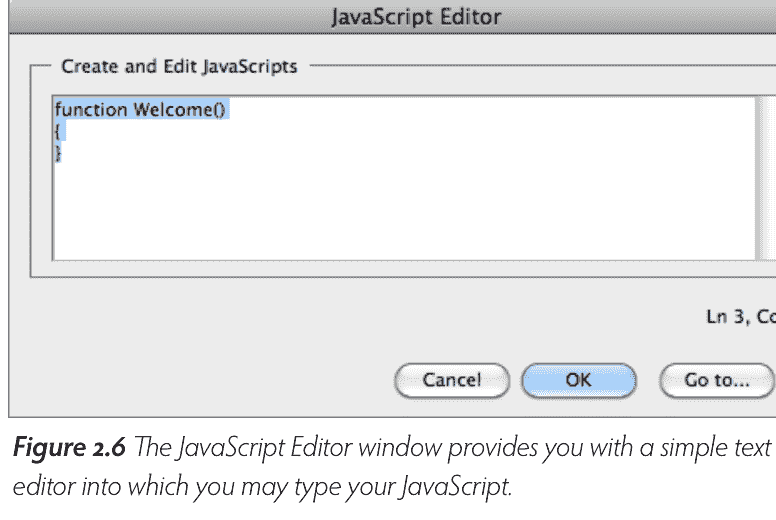 JavaScript Editor
Create and Edit JavaScripts
function Welcome()
{
}
Ln 3,
Cancel
OK
Go to...
Figure 2.6 The JavaScript Editor window provides you with a simple text
editor into which you may type your JavaScript.